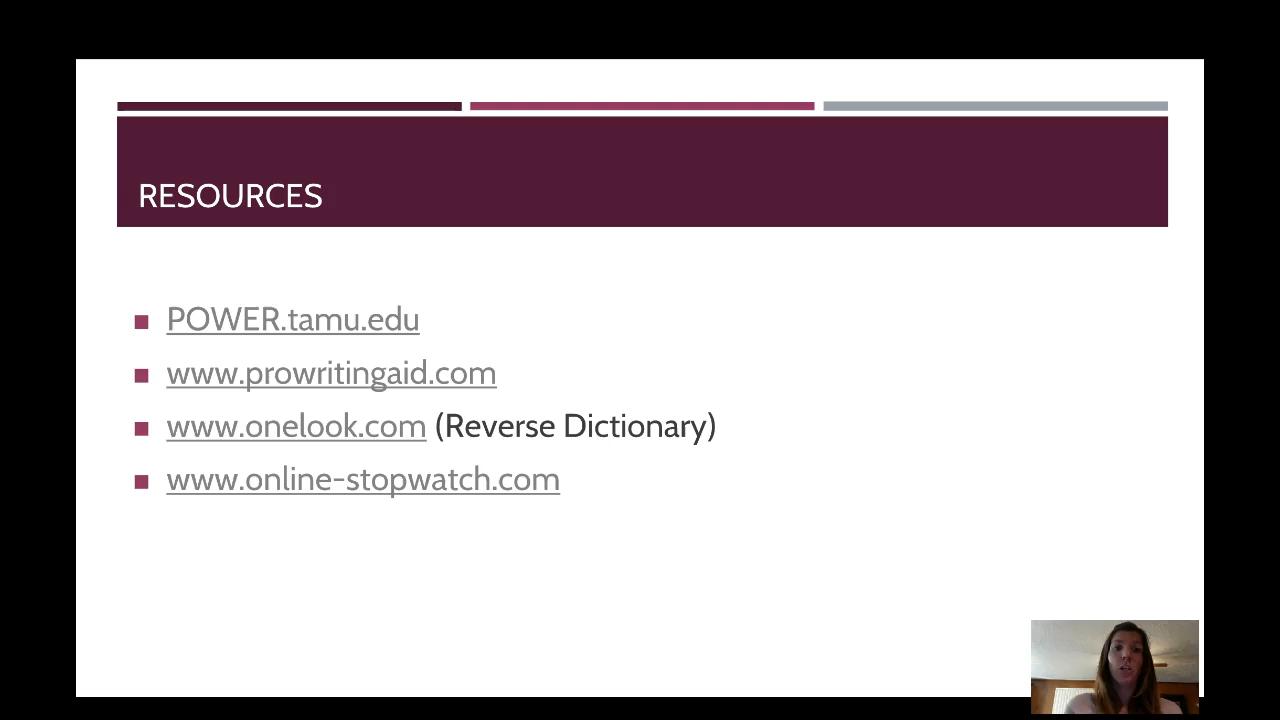 RESOURCES
POWER.tamu.edu
www.prowritingaid.com
www.onelook.com (Reverse Dictionary)
www.online-stopwatch.com